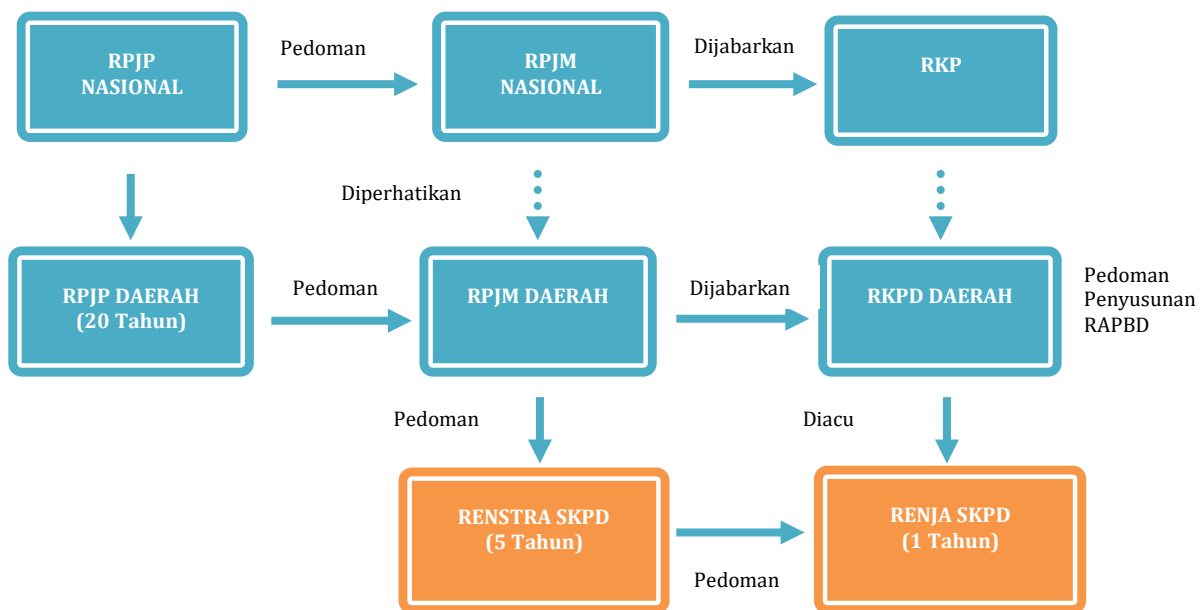 RPJP
NASIONAL
Pedoman
RPJM
NASIONAL
Dijabarkan
RKP
Diperhatikan
RPJP DAERAH
(20 Tahun)
Pedoman
RPJM DAERAH
Dijabarkan
RKPD DAERAH
Pedoman
Penyusunan
RAPBD
Pedoman
Diacu
RENSTRA SKPD
(5 Tahun)
Pedoman
RENJA SKPD
(1 Tahun)